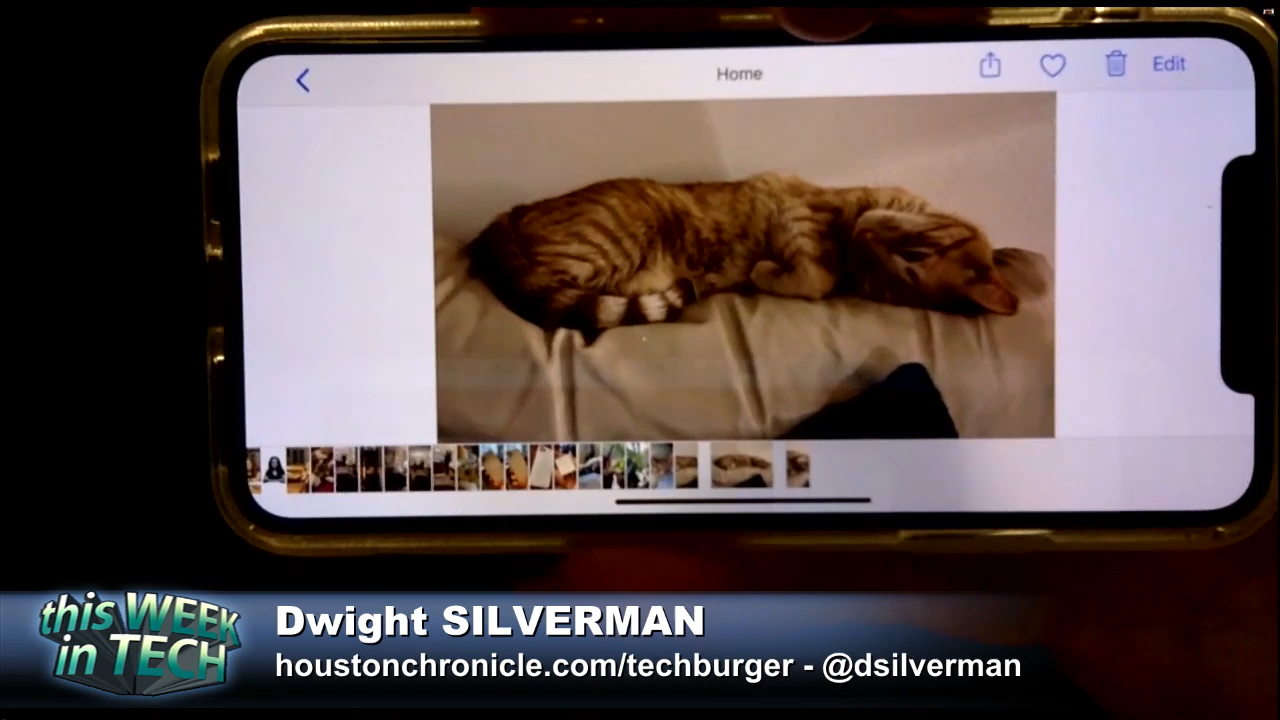 Home
Edit
this WEEK
in TECH
Dwight SILVERMAN
houstonchronicle.com/techburger - @dsilverman